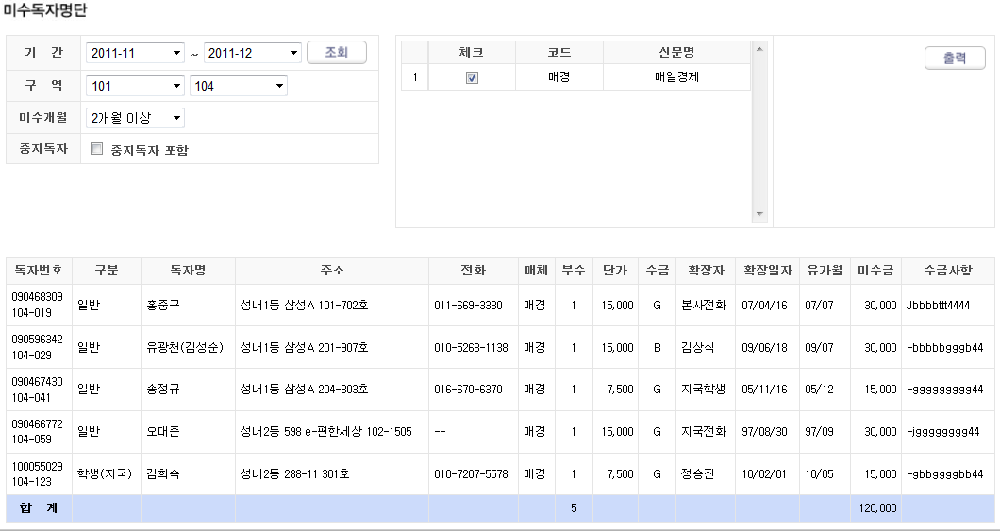 미수독자명단
기 간 2011-11 ~ 2011-12 조회
구 역 101 104
미수개월 2개월 이상
중지독자 중지독자 포함
체크 코드 신문명
1 매경 매일경제
출력
독자번호 구분 독자명 주소 전화 매체 부수 단가 수금 확장자 확장일자 유가월 미수금 수금사항
090468309
104-019 일반 홍중구 성내1동 삼성A 101-702호 011-669-3330 매경 1 15,000 G 본사전화 07/04/16 07/07 30,000 Jbbbbttt4444
090596342
104-029 일반 유광천(김성순) 성내1동 삼성A 201-907호 010-5268-1138 매경 1 15,000 B 김상식 09/06/18 09/07 30,000 -bbbbbgggb44
090467430
104-041 일반 송정규 성내1동 삼성A 204-303호 016-670-6370 매경 1 7,500 G 지국학생 05/11/16 05/12 15,000 -ggggggggg44
090466772
104-059 일반 오대준 성내2동 598 e-편한세상 102-1505 -- 매경 1 15,000 G 지국전화 97/08/30 97/09 30,000 -jgggggggg44
100055029
104-123 학생(지국) 김희숙 성내2동 288-11 301호 010-7207-5578 매경 1 7,500 G 정승진 10/02/01 10/05 15,000 -gbbggggbb44
합 계 5 120,000